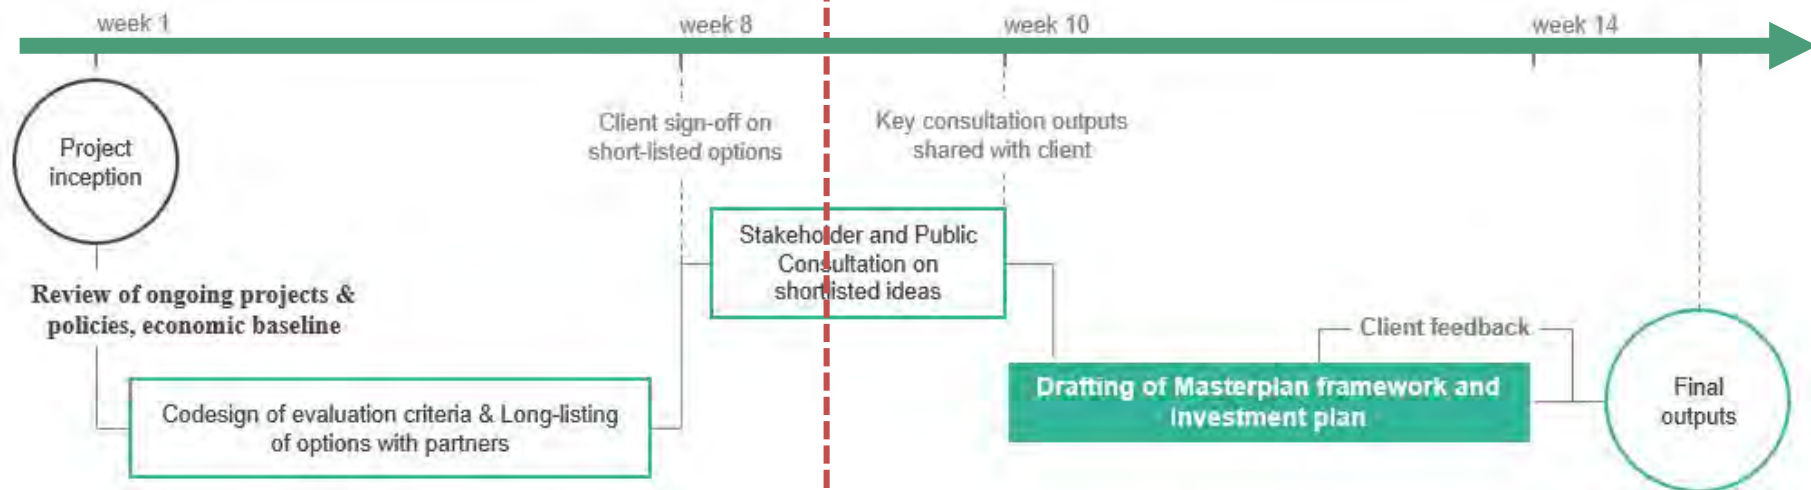 week 1
week 8
week 10
week 14
Project
inception
Client sign-off on
short-listed options
Key consultation outputs
shared with client
Stakeholder and Public
Consultation on
shortlisted ideas
Review of ongoing projects &
policies, economic baseline
Codesign of evaluation criteria & Long-listing
of options with partners
Client feedback
Drafting of Masterplan framework and
Investment plan
Final
outputs